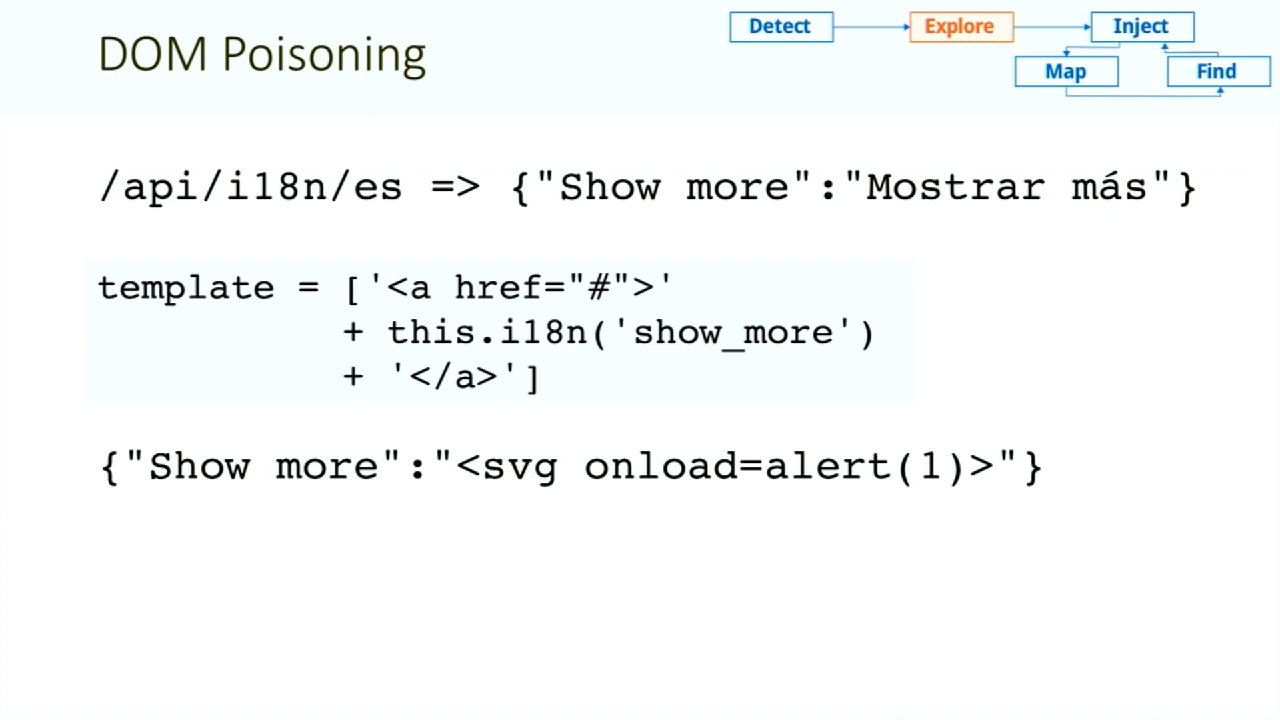 DOM Poisoning
Detect
Explore
Inject
Map
Find
/api/i18n/es => {"Show more":"Mostrar más"}
template = ['<a href="#">'
+ this.i18n('show_more')
+ '</a>']
{"Show more":"<svg onload=alert(1)>"}